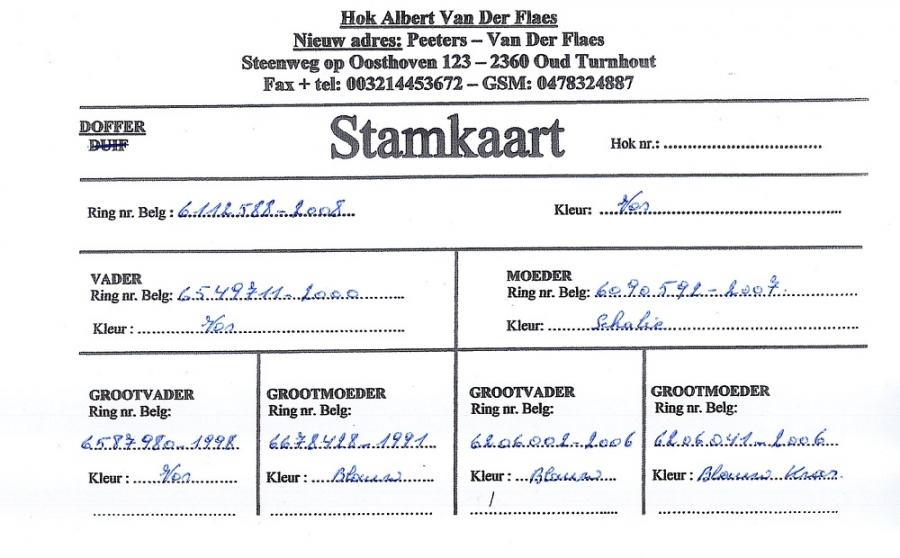 Hok Albert Van Der Flaes
Nieuw adres: Peeters – Van Der Flaes
Steenweg op Oosthoven 123 – 2360 Oud Turnhout
Fax + tel: 003214453672 – GSM: 0478324887
DOFFER
DUIF
Stamkaart
Hok nr.: ..........
Ring nr. Belg : 6112588-2008
Kleur: Vos
VADER
Ring nr. Belg: 6549711-2000
Kleur : Vos
MOEDER
Ring nr. Belg: 6090592-2007
Kleur: Schalie
GROOTVADER
Ring nr. Belg:
6587980-1998
Kleur : Vos
GROOTMOEDER
Ring nr. Belg:
6678428-1991
Kleur : Blauw
GROOTVADER
Ring nr. Belg:
6206002-2006
Kleur : Blauw
GROOTMOEDER
Ring nr. Belg:
6206041-2006
Kleur : Blauw Kras